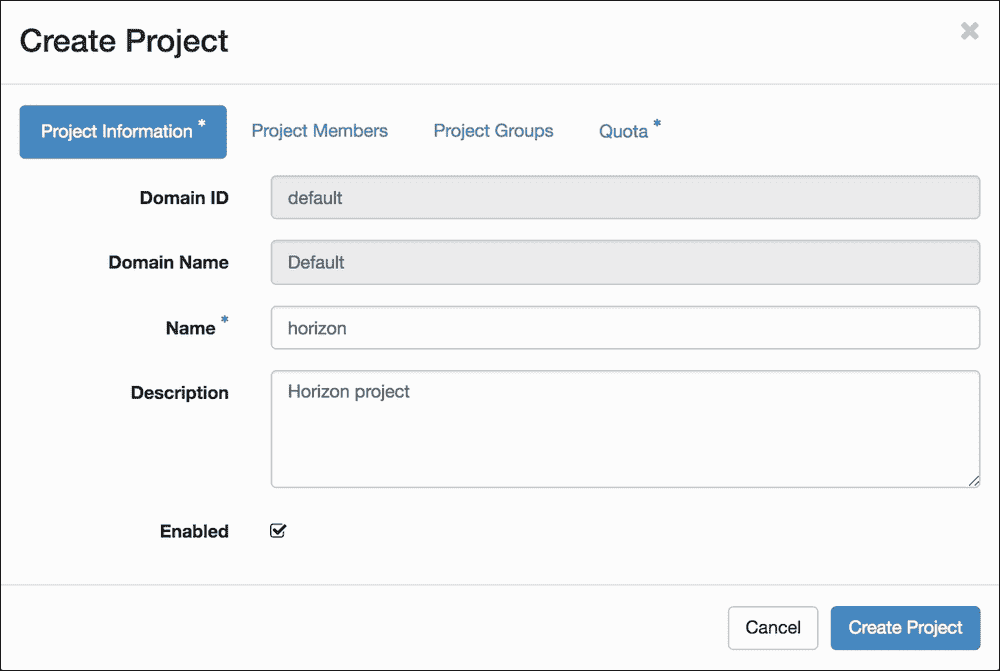 Create Project
Project Information *
Project Members
Project Groups
Quota *
Domain ID
default
Domain Name
Default
Name *
horizon
Description
Horizon project
Enabled
Cancel
Create Project